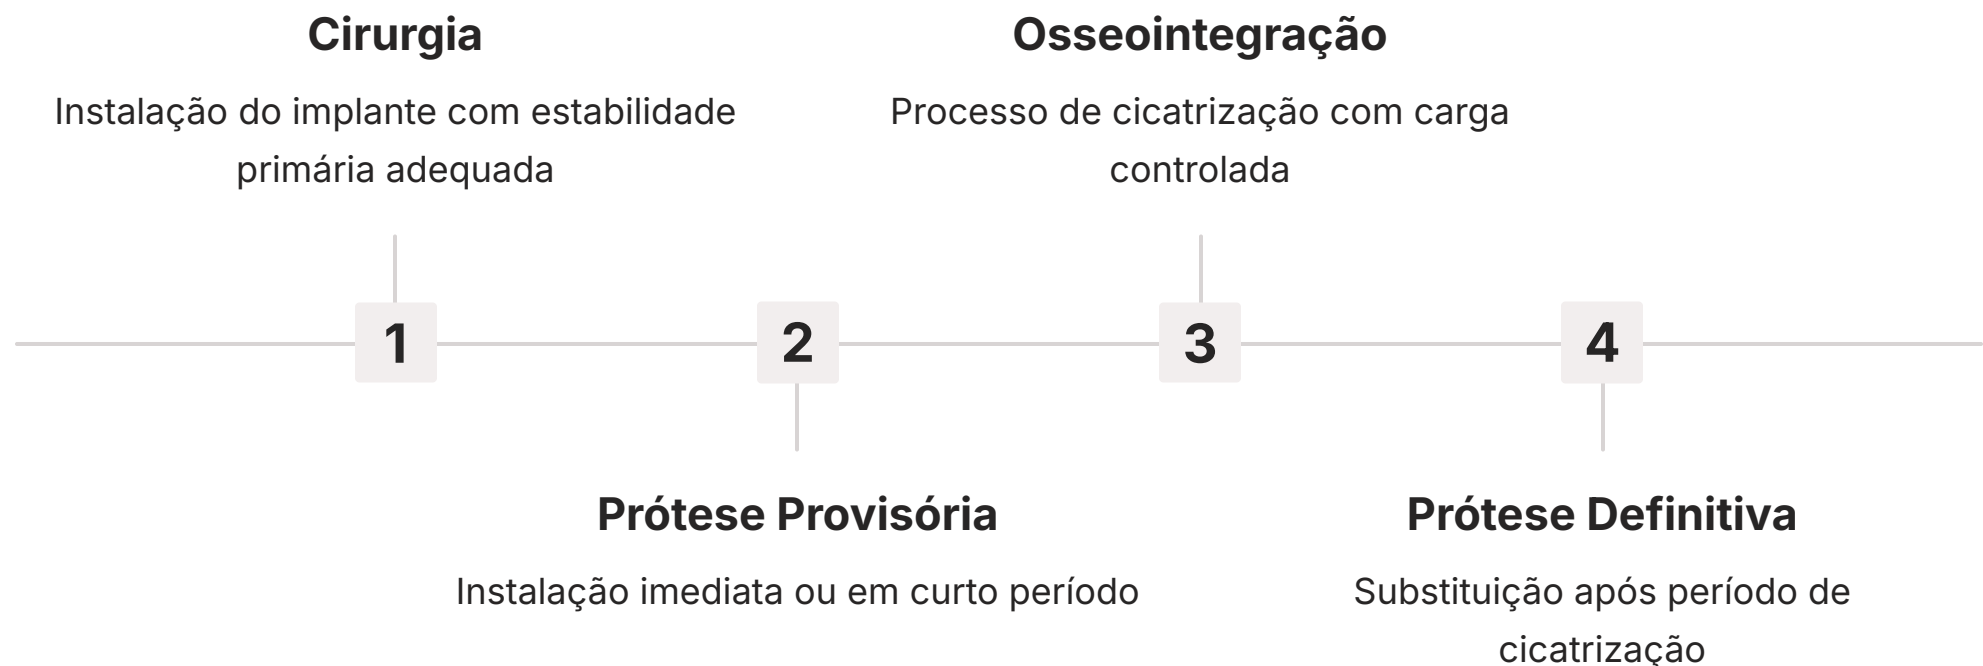 Cirurgia
Instalação do implante com estabilidade
primária adequada
Osseointegração
Processo de cicatrização com carga
controlada
1
2
3
4
Prótese Provisória
Instalação imediata ou em curto período
Prótese Definitiva
Substituição após período de
cicatrização